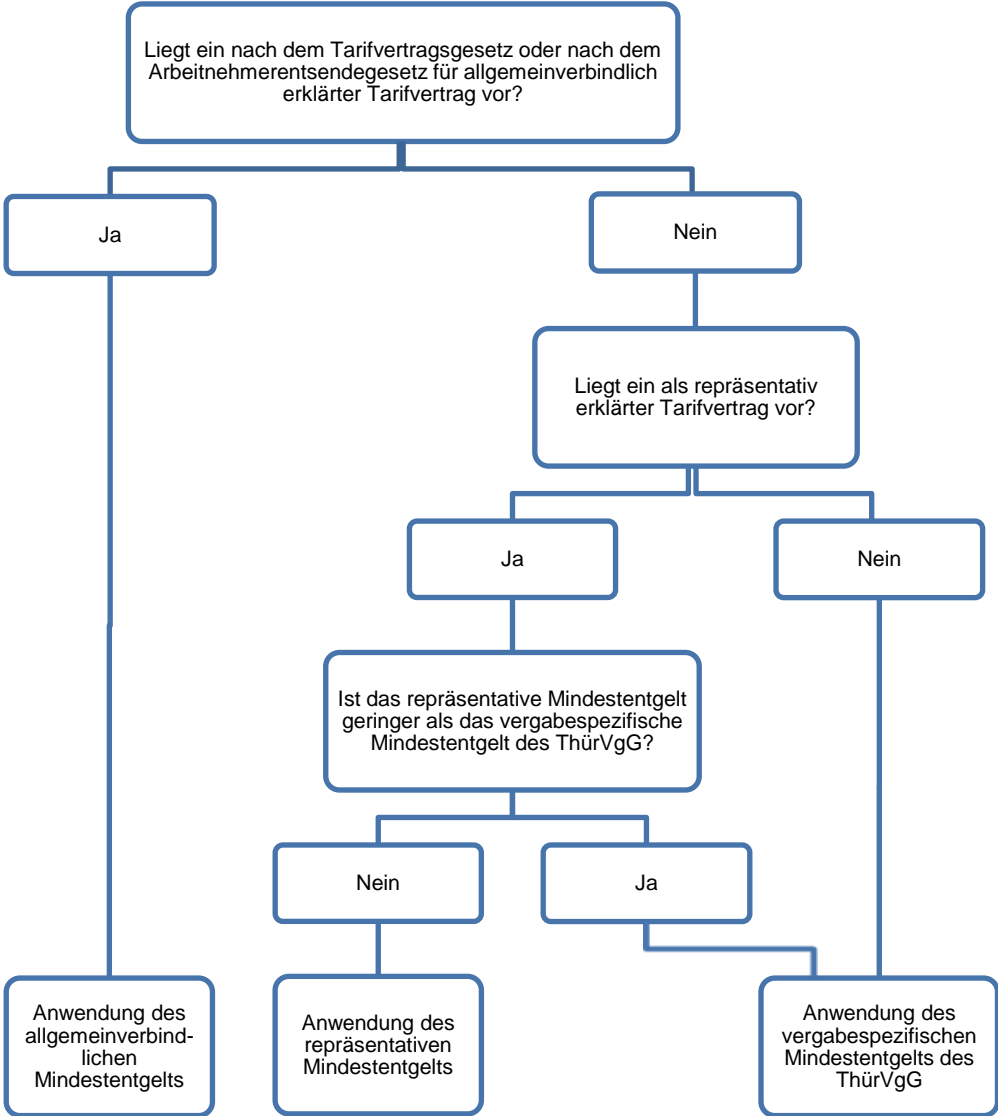 Liegt ein nach dem Tarifvertragsgesetz oder nach dem
Arbeitnehmerentsendegesetz für allgemeinverbindlich
erklärter Tarifvertrag vor?
Ja
Nein
Liegt ein als repräsentativ
erklärter Tarifvertrag vor?
Ja
Nein
Ist das repräsentative Mindestentgelt
geringer als das vergabespezifische
Mindestentgelt des ThürVgG?
Nein
Ja
Anwendung des
allgemeinverbind-
lichen
Mindestentgelts
Anwendung des
repräsentativen
Mindestentgelts
Anwendung des
vergabespezifischen
Mindestentgelts des
ThürVgG